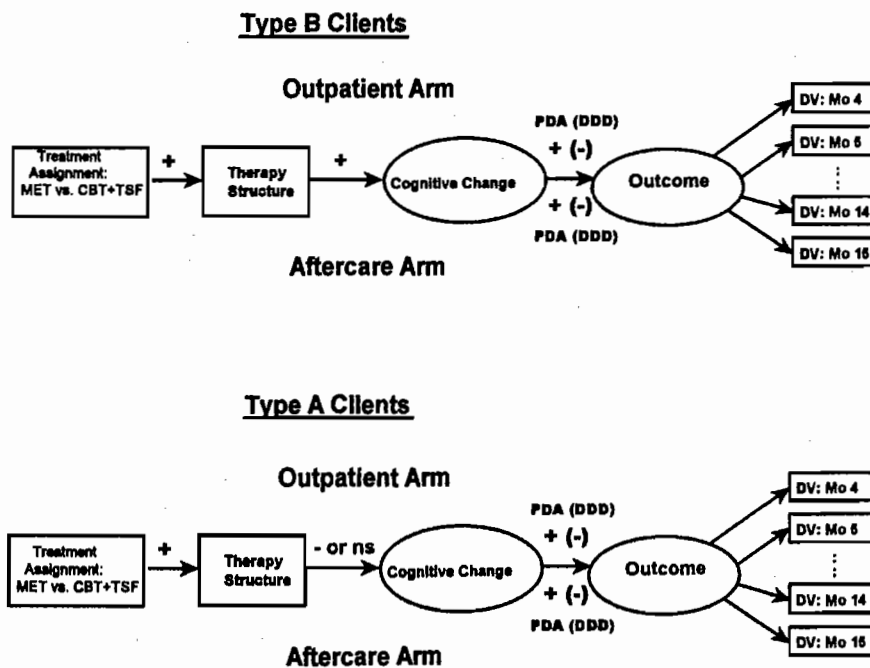 Type B Clients
Outpatient Arm
PDA (DDD)
+ (-)
Treatment
Assignment:
MET vs. CBT+TSF
+
Therapy
Structure
+
Cognitive Change
Outcome
+ (-)
PDA (DDD)
DV: Mo 4
DV: Mo 5
DV: Mo 14
DV: Mo 15
Aftercare Arm
Type A Clients
Outpatient Arm
PDA (DDD)
+ (-)
Treatment
Assignment:
MET vs. CBT+TSF
+
Therapy
Structure
- or ns
Cognitive Change
Outcome
+ (-)
PDA (DDD)
DV: Mo 4
DV: Mo 5
DV: Mo 14
DV: Mo 15
Aftercare Arm